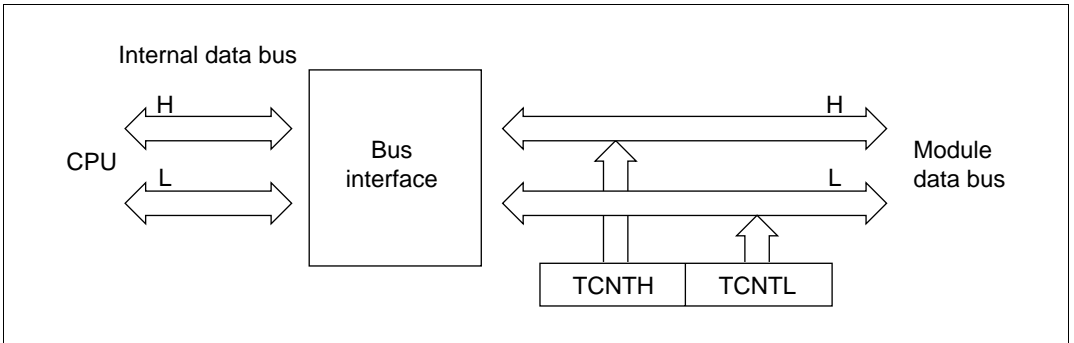 Internal data bus
H
H
CPU
Bus
interface
Module
data bus
L
L
TCNTH
TCNTL